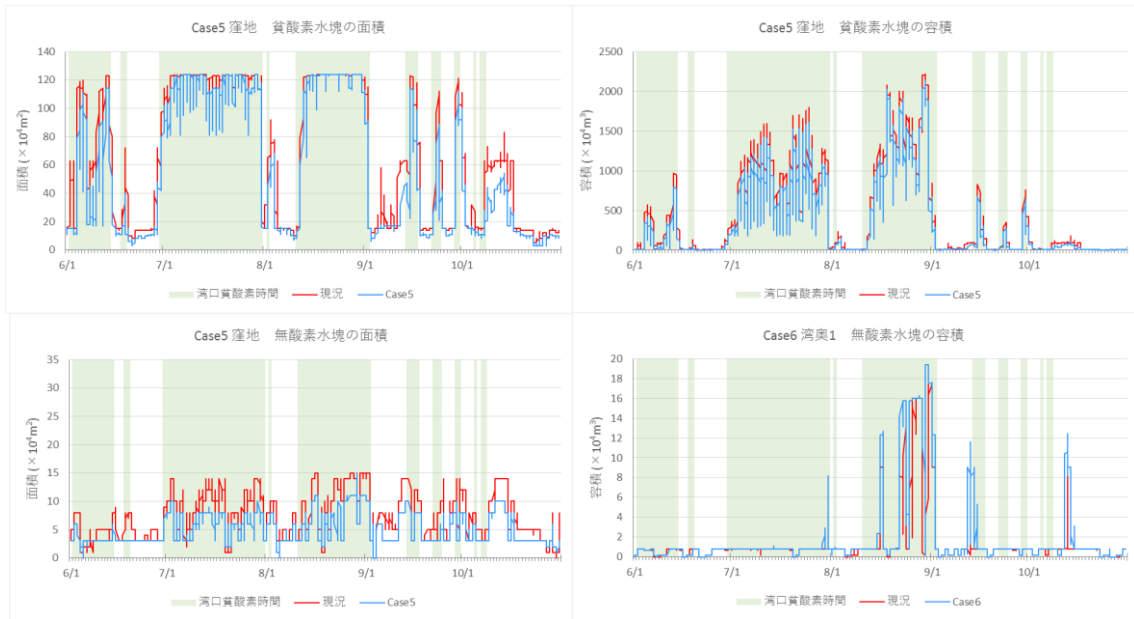 Case5 窪地　貧酸素水塊の面積
140
120
100
80
60
40
20
0
面積 (×10⁴m²)
6/1 7/1 8/1 9/1 10/1
湾口貧酸素時間 現況 Case5
Case5 窪地　貧酸素水塊の容積
2500
2000
1500
1000
500
0
容積 (×10⁴m³)
6/1 7/1 8/1 9/1 10/1
湾口貧酸素時間 現況 Case5
Case5 窪地　無酸素水塊の面積
35
30
25
20
15
10
5
0
面積 (×10⁴m²)
6/1 7/1 8/1 9/1 10/1
湾口貧酸素時間 現況 Case5
Case6 湾奥1　無酸素水塊の容積
20
18
16
14
12
10
8
6
4
2
0
容積 (×10⁴m³)
6/1 7/1 8/1 9/1 10/1
湾口貧酸素時間 現況 Case6